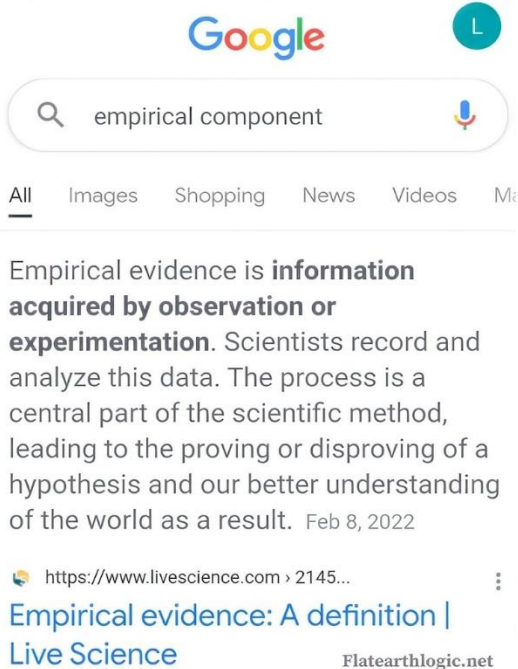 Google
L
empirical component
All Images Shopping News Videos Ma
Empirical evidence is information
acquired by observation or
experimentation. Scientists record and
analyze this data. The process is a
central part of the scientific method,
leading to the proving or disproving of a
hypothesis and our better understanding
of the world as a result. Feb 8, 2022
https://www.livescience.com › 2145...
Empirical evidence: A definition |
Live Science
Flatearthlogic.net